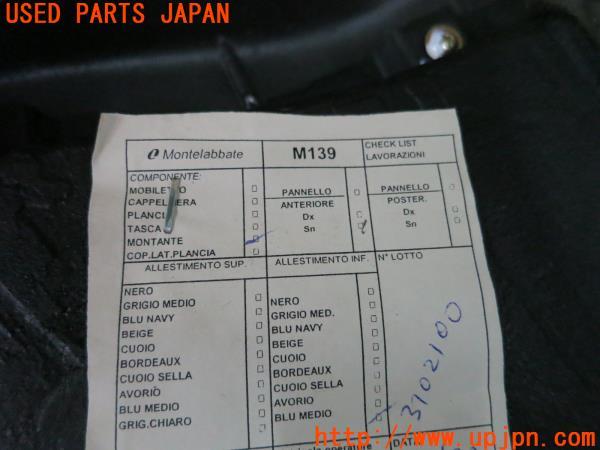 USED PARTS JAPAN
e Montelabbate
M139
CHECK LIST
LAVORAZIONI
COMPONENTE:
MOBILETTO
CAPPELLIERA
PLANCIA
TASCA
MONTANTE
COP.LAT.PLANCIA
PANNELLO
ANTERIORE
Dx
Sn
PANNELLO
POSTER.
Dx
Sn
ALLESTIMENTO SUP.
NERO
GRIGIO MEDIO
BLU NAVY
BEIGE
CUOIO
BORDEAUX
CUOIO SELLA
AVORIO
BLU MEDIO
GRIG.CHIARO
ALLESTIMENTO INF.
NERO
GRIGIO MED.
BLU NAVY
BEIGE
CUOIO
BORDEAUX
CUOIO SELLA
AVORIO
BLU MEDIO
N° LOTTO
3702100
operatore
DATA
http://www.upjpn.com/